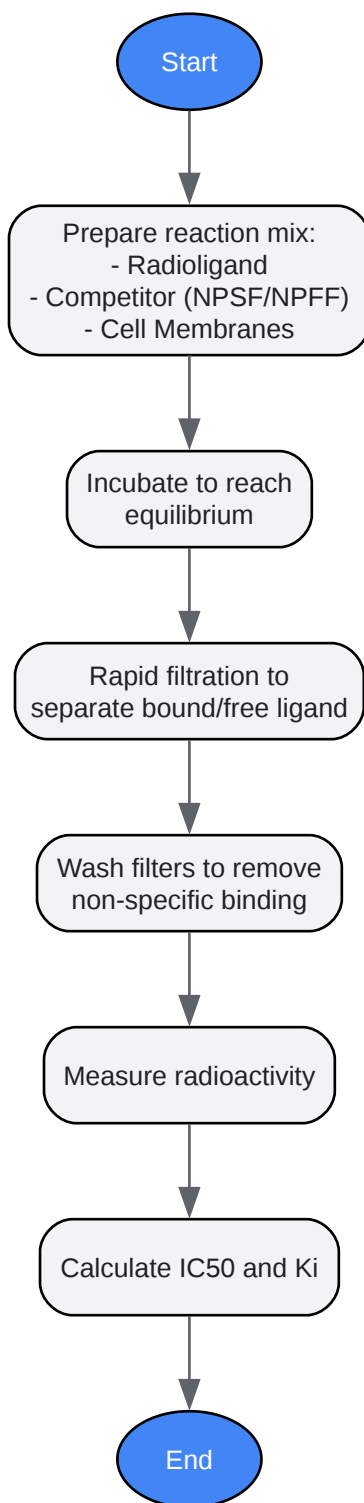 Start
Prepare reaction mix:
- Radioligand
- Competitor (NPSF/NPFF)
- Cell Membranes
Incubate to reach
equilibrium
Rapid filtration to
separate bound/free ligand
Wash filters to remove
non-specific binding
Measure radioactivity
Calculate IC50 and Ki
End